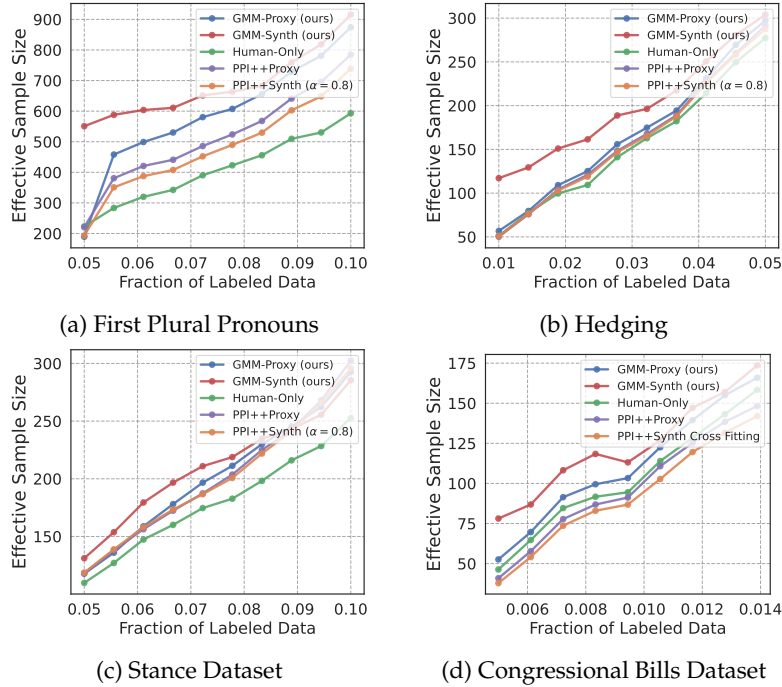 GMM-Proxy (ours)
GMM-Synth (ours)
Human-Only
PPI++Proxy
PPI++Synth (α = 0.8)
Effective Sample Size
900
800
700
600
500
400
300
200
0.05 0.06 0.07 0.08 0.09 0.10
Fraction of Labeled Data
(a) First Plural Pronouns
GMM-Proxy (ours)
GMM-Synth (ours)
Human-Only
PPI++Proxy
PPI++Synth (α = 0.8)
Effective Sample Size
300
250
200
150
100
50
0.01 0.02 0.03 0.04 0.05
Fraction of Labeled Data
(b) Hedging
GMM-Proxy (ours)
GMM-Synth (ours)
Human-Only
PPI++Proxy
PPI++Synth (α = 0.8)
Effective Sample Size
300
250
200
150
0.05 0.06 0.07 0.08 0.09 0.10
Fraction of Labeled Data
(c) Stance Dataset
GMM-Proxy (ours)
GMM-Synth (ours)
Human-Only
PPI++Proxy
PPI++Synth Cross Fitting
Effective Sample Size
175
150
125
100
75
50
0.006 0.008 0.010 0.012 0.014
Fraction of Labeled Data
(d) Congressional Bills Dataset